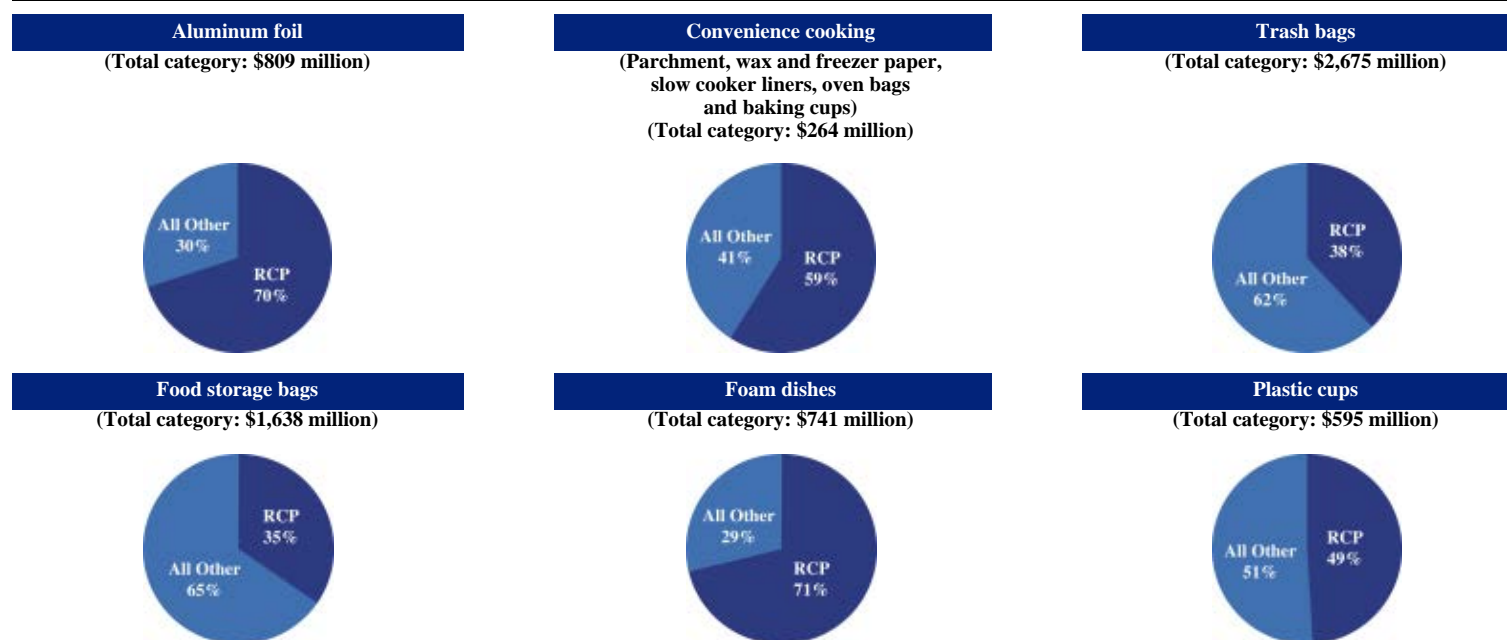 Aluminum foil
(Total category: $809 million)
All Other
30%
RCP
70%
Convenience cooking
(Parchment, wax and freezer paper,
slow cooker liners, oven bags
and baking cups)
(Total category: $264 million)
All Other
41%
RCP
59%
Trash bags
(Total category: $2,675 million)
RCP
38%
All Other
62%
Food storage bags
(Total category: $1,638 million)
RCP
35%
All Other
65%
Foam dishes
(Total category: $741 million)
All Other
29%
RCP
71%
Plastic cups
(Total category: $595 million)
All Other
51%
RCP
49%